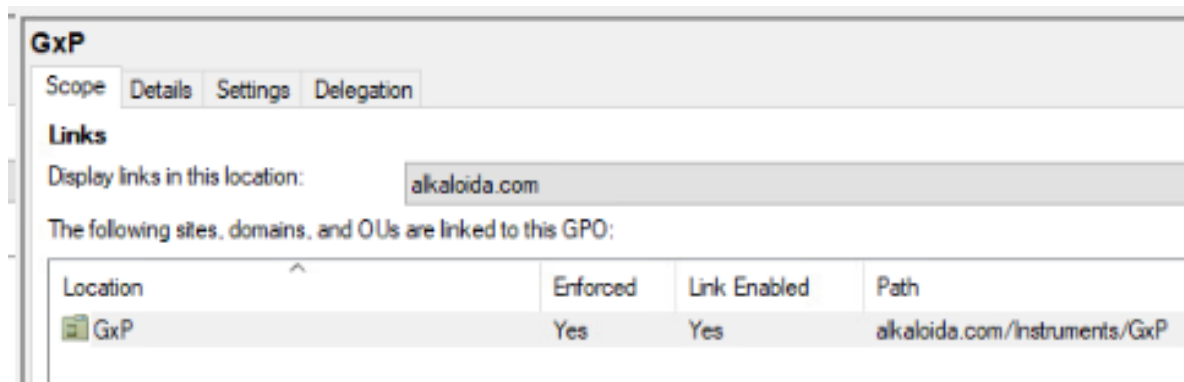 GxP
Scope Details Settings Delegation
Links
Display links in this location: alkaloida.com
The following sites, domains, and OUs are linked to this GPO:
Location Enforced Link Enabled Path
GxP Yes Yes alkaloida.com/Instruments/GxP